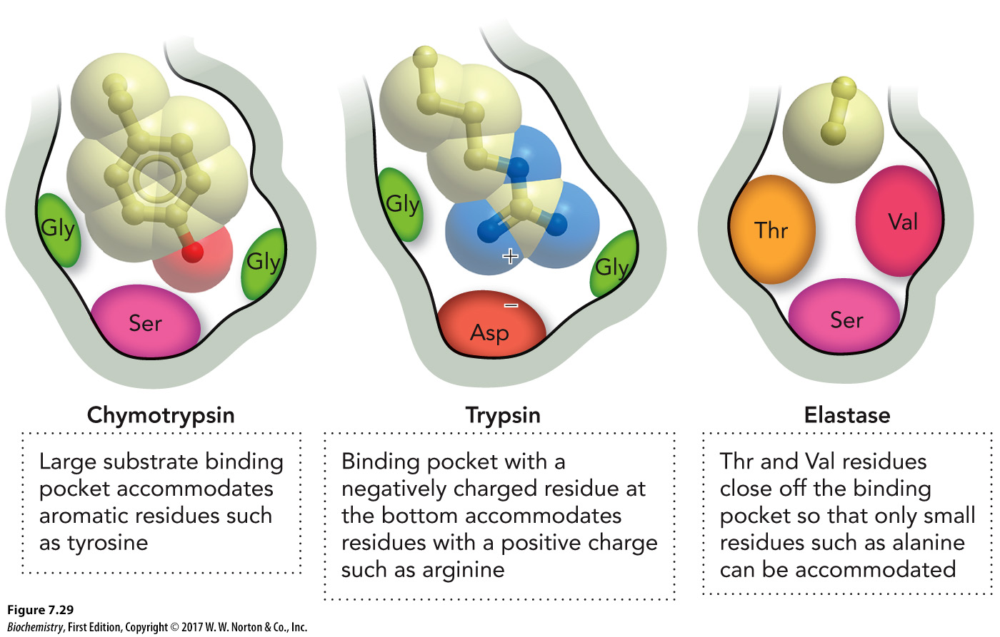 Gly
Gly
Ser
Chymotrypsin
Large substrate binding
pocket accommodates
aromatic residues such
as tyrosine
Gly
+
Gly
−
Asp
Trypsin
Binding pocket with a
negatively charged residue at
the bottom accommodates
residues with a positive charge
such as arginine
Thr
Val
Ser
Elastase
Thr and Val residues
close off the binding
pocket so that only small
residues such as alanine
can be accommodated
Figure 7.29
Biochemistry, First Edition, Copyright © 2017 W. W. Norton & Co., Inc.